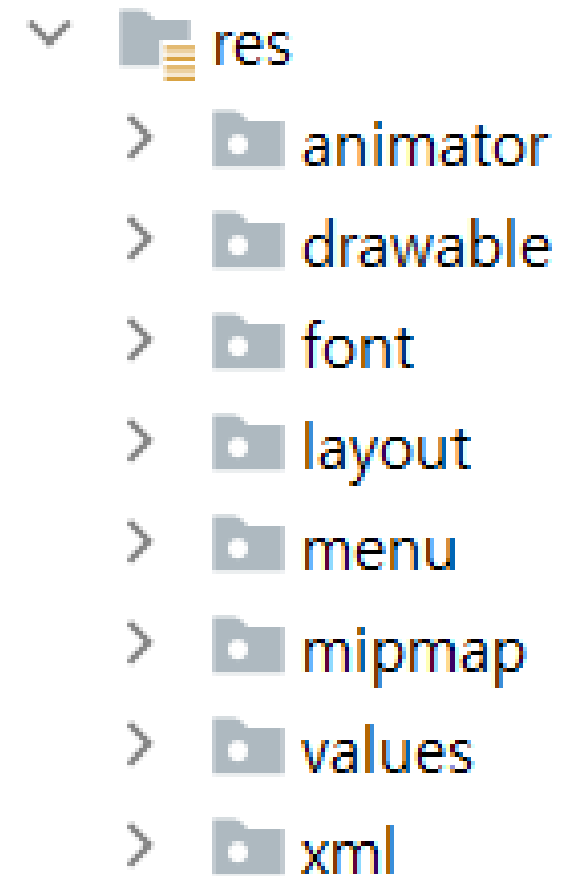 res
animator
drawable
font
layout
menu
mipmap
values
xml